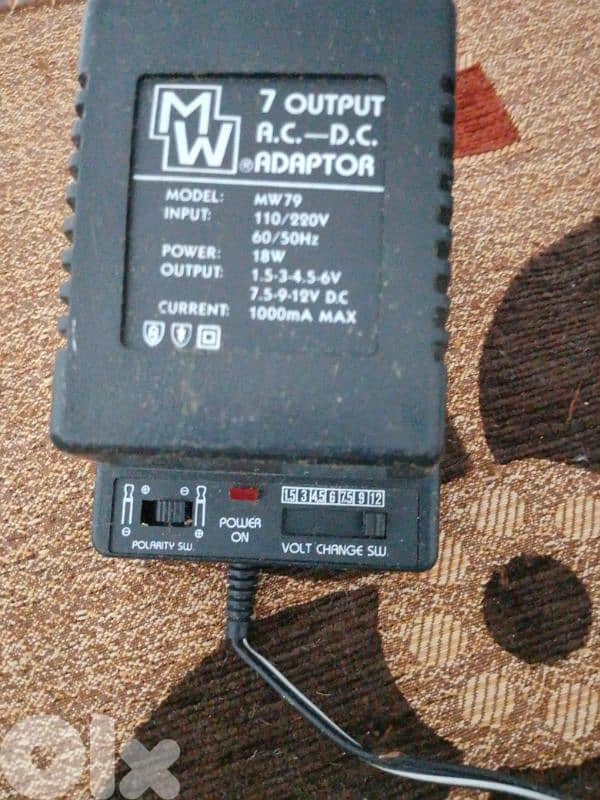 MW
7 OUTPUT
A.C.—D.C.
®ADAPTOR
MODEL: MW79
INPUT: 110/220V
60/50Hz
POWER: 18W
OUTPUT: 1.5-3-4.5-6V
7.5-9-12V D.C
CURRENT: 1000mA MAX
1.5 3 4.5 6 7.5 9 12
⊕ ⊖
⊖ ⊕
POLARITY SW.
POWER
ON
VOLT CHANGE SW.
olx